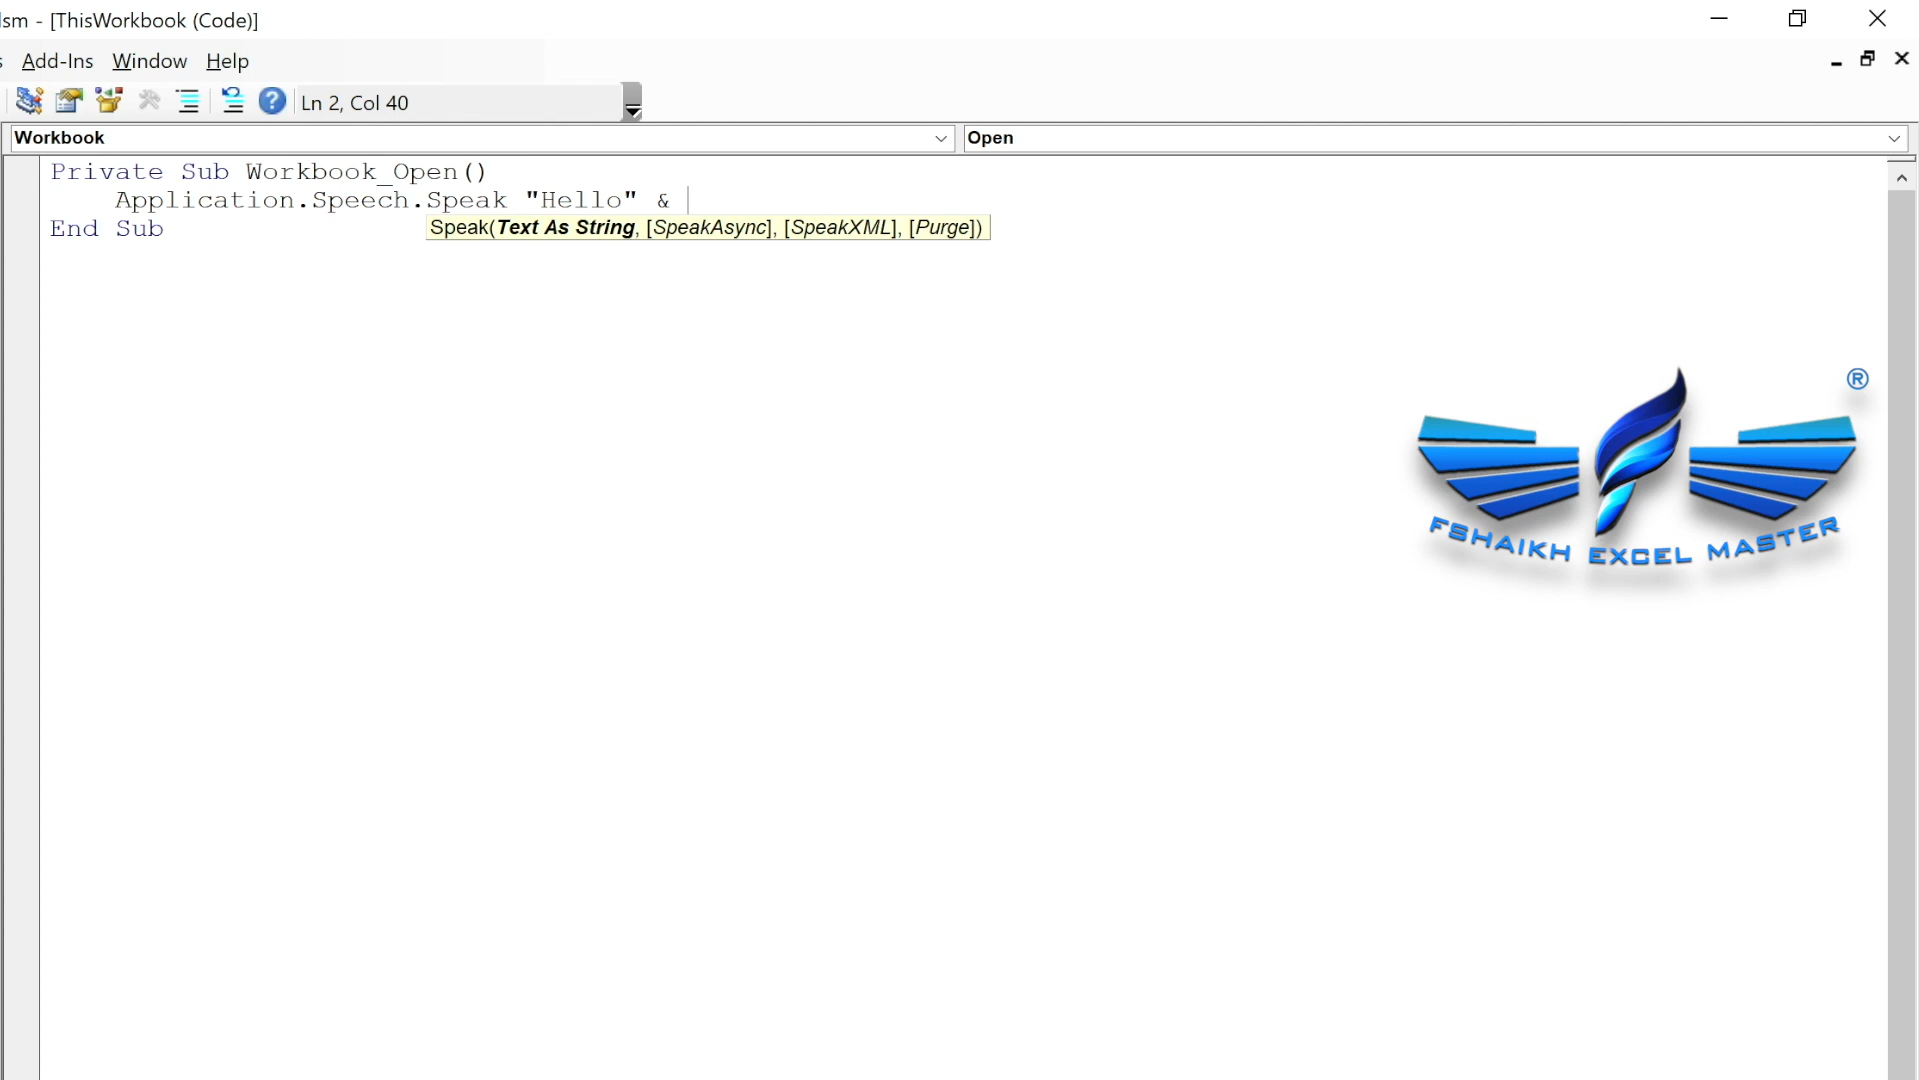 lsm - [ThisWorkbook (Code)]
Add-Ins Window Help
Ln 2, Col 40
Workbook
Open
Private Sub Workbook_Open()
Application.Speech.Speak "Hello" &
Speak(Text As String, [SpeakAsync], [SpeakXML], [Purge])
End Sub
®
FSHAIKH EXCEL MASTER